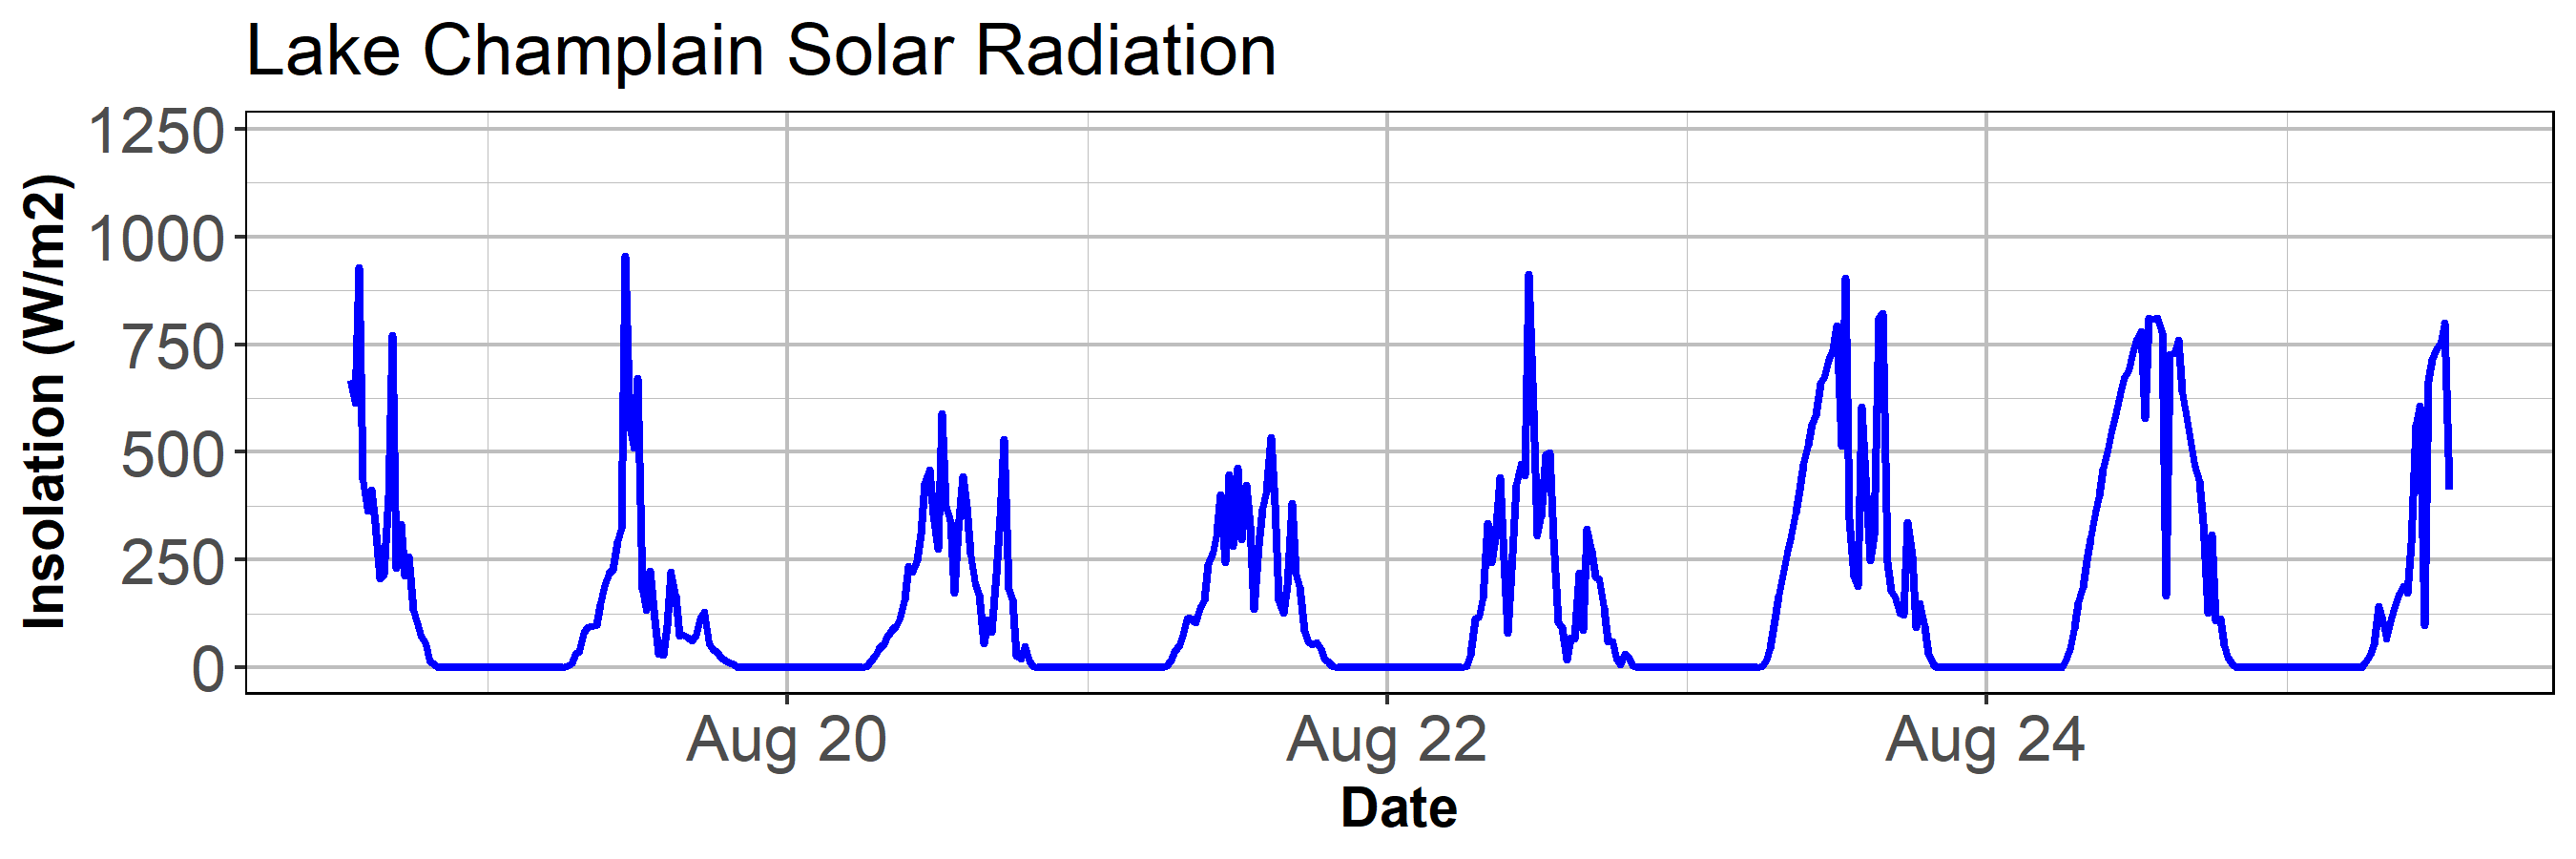 Lake Champlain Solar Radiation
Insolation (W/m2)
1250
1000
750
500
250
0
Aug 20
Aug 22
Aug 24
Date